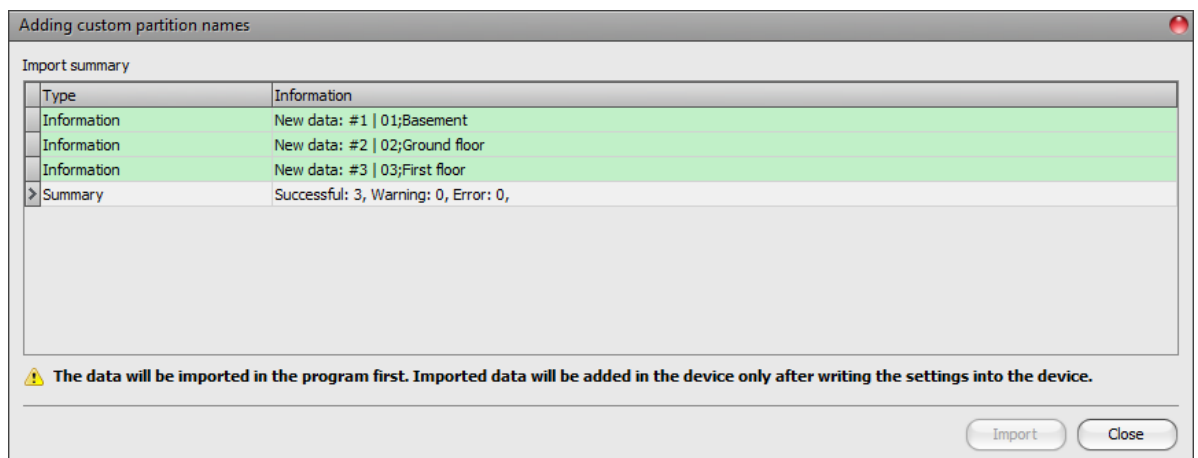 Adding custom partition names
Import summary
Type Information
Information New data: #1 | 01;Basement
Information New data: #2 | 02;Ground floor
Information New data: #3 | 03;First floor
Summary Successful: 3, Warning: 0, Error: 0,
The data will be imported in the program first. Imported data will be added in the device only after writing the settings into the device.
Import Close